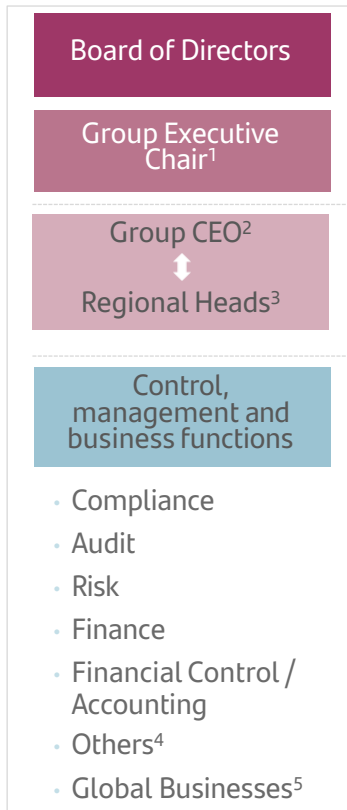 Board of Directors
Group Executive
Chair¹
Group CEO²
Regional Heads³
Control,
management and
business functions
• Compliance
• Audit
• Risk
• Finance
• Financial Control /
Accounting
• Others⁴
• Global Businesses⁵